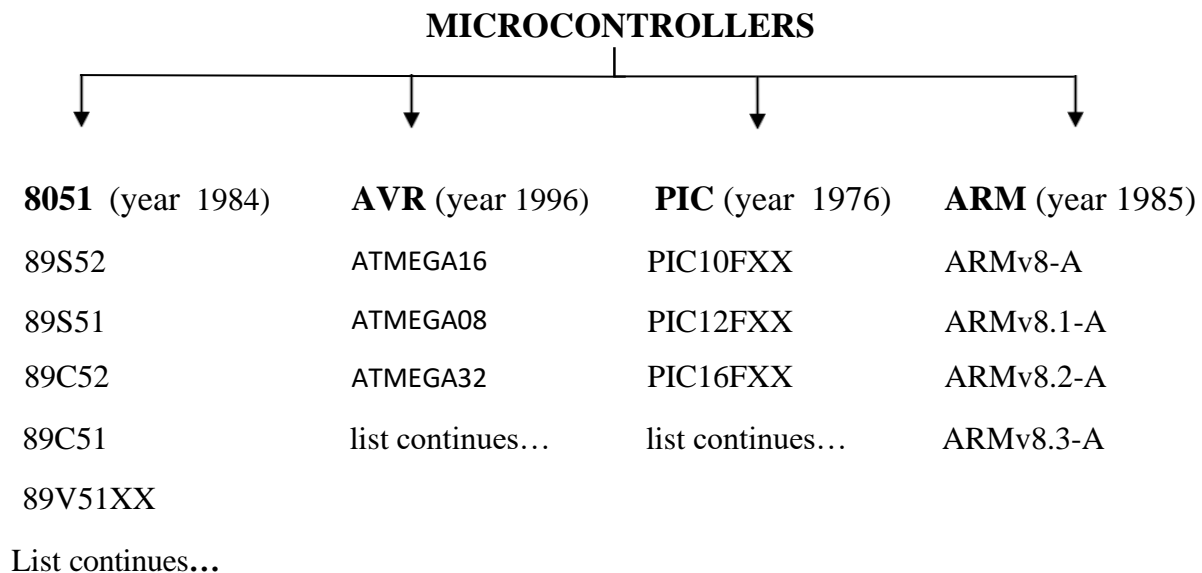 MICROCONTROLLERS
8051 (year 1984) AVR (year 1996) PIC (year 1976) ARM (year 1985)
89S52 ATMEGA16 PIC10FXX ARMv8-A
89S51 ATMEGA08 PIC12FXX ARMv8.1-A
89C52 ATMEGA32 PIC16FXX ARMv8.2-A
89C51 list continues… list continues… ARMv8.3-A
89V51XX
List continues…